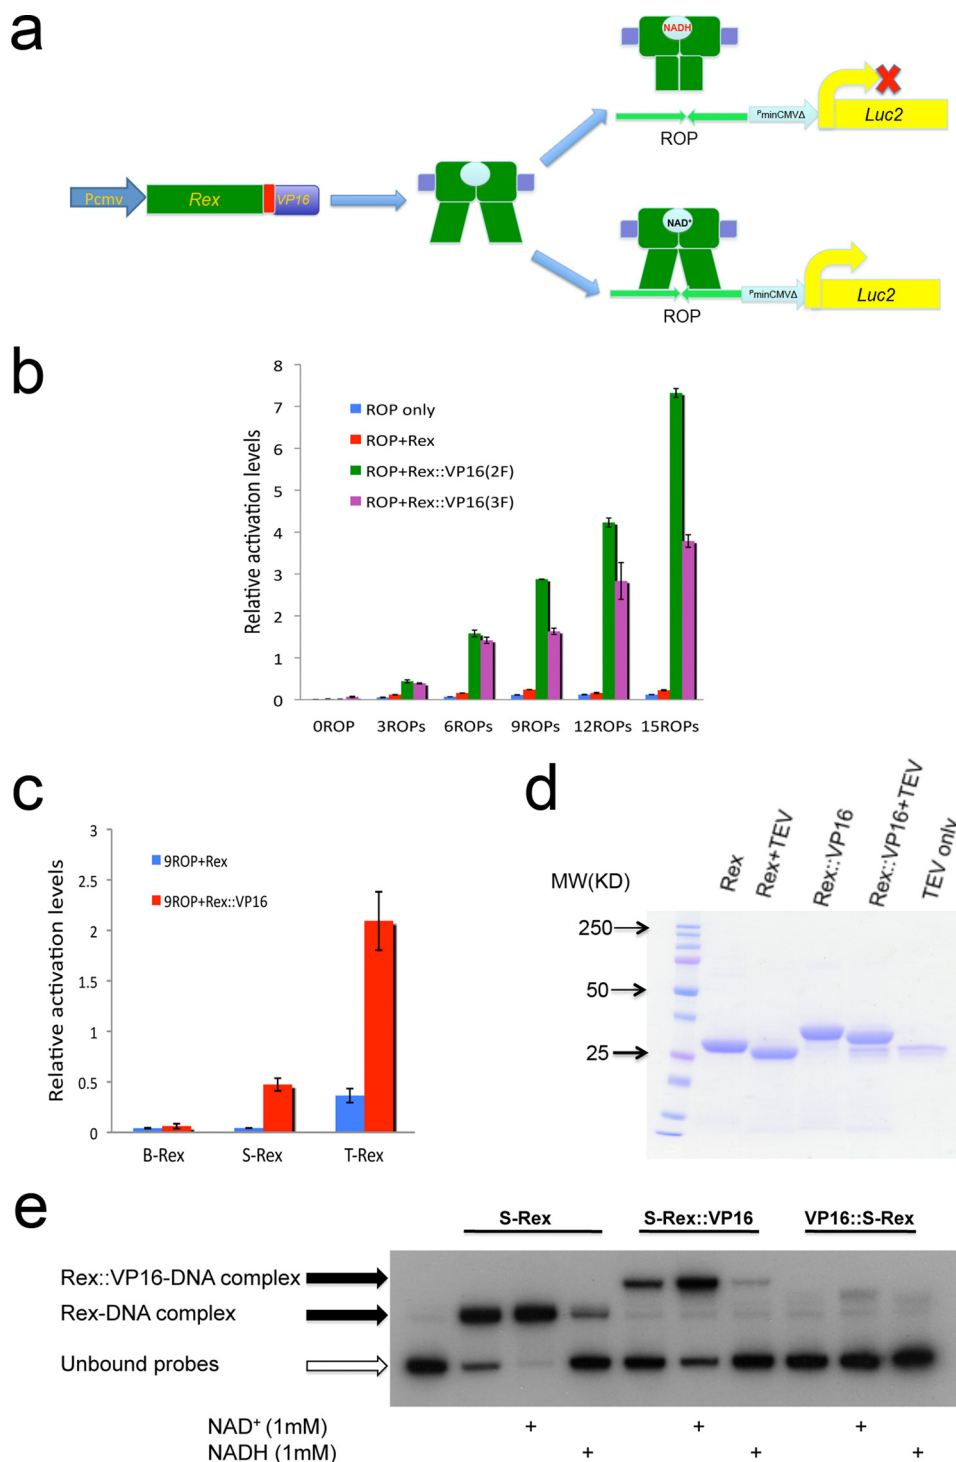 a
NADH
PminCMVΔ
Luc2
ROP
Pcmv
Rex
VP16
NAD⁺
PminCMVΔ
Luc2
ROP
b
8
7
6
5
4
3
2
1
0
Relative activation levels
ROP only
ROP+Rex
ROP+Rex::VP16(2F)
ROP+Rex::VP16(3F)
0ROP 3ROPs 6ROPs 9ROPs 12ROPs 15ROPs
c
3
2.5
2
1.5
1
0.5
0
Relative activation levels
9ROP+Rex
9ROP+Rex::VP16
B-Rex S-Rex T-Rex
d
Rex
Rex+TEV
Rex::VP16
Rex::VP16+TEV
TEV only
MW(KD)
250
50
25
e
S-Rex S-Rex::VP16 VP16::S-Rex
Rex::VP16-DNA complex
Rex-DNA complex
Unbound probes
NAD⁺ (1mM) + + +
NADH (1mM) + + +